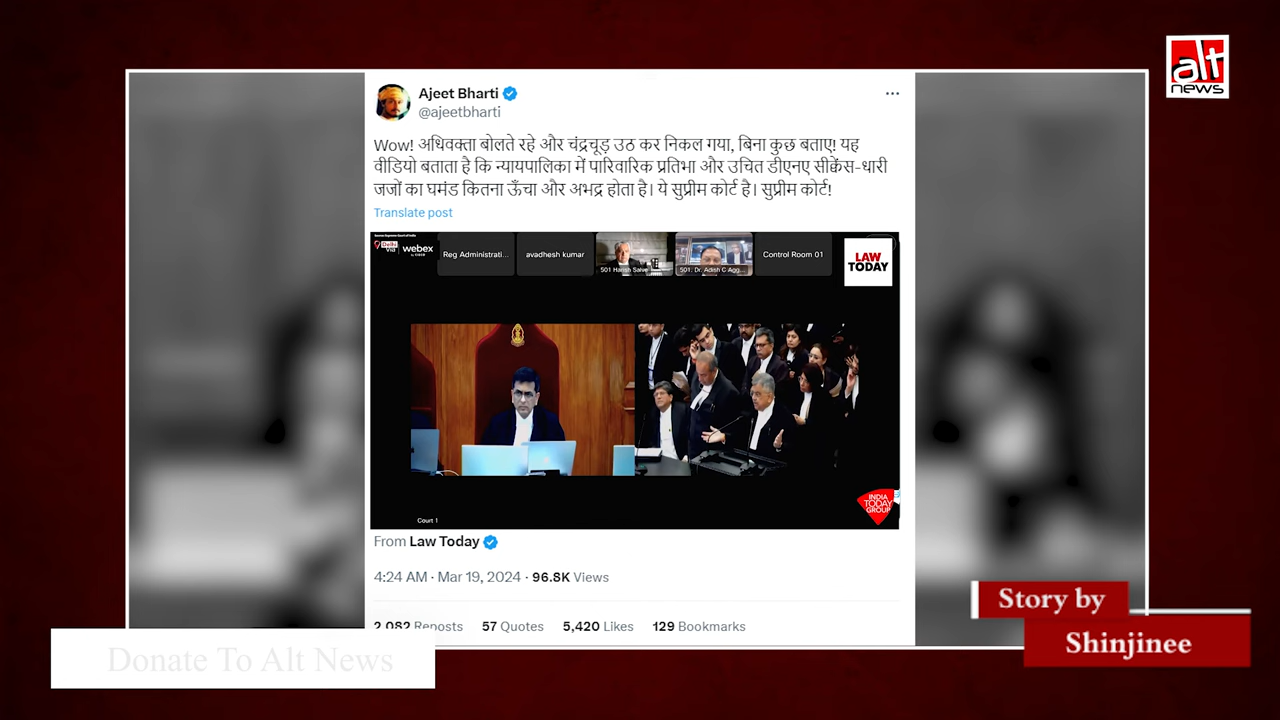 alt
news
Ajeet Bharti
@ajeetbharti
Wow! अधिवक्ता बोलते रहे और चंद्रचूड़ उठ कर निकल गया, बिना कुछ बताए! यह
वीडियो बताता है कि न्यायपालिका में पारिवारिक प्रतिभा और उचित डीएनए सीक्वेंस-धारी
जजों का घमंड कितना ऊँचा और अभद्र होता है। ये सुप्रीम कोर्ट है। सुप्रीम कोर्ट!
Translate post
webex
by CISCO
Reg Administrati...
avadhesh kumar
501 Harish Salve
501. Dr. Adish C Agg...
Control Room 01
LAW
TODAY
INDIA
TODAY
GROUP
Court 1
From Law Today
4:24 AM · Mar 19, 2024 · 96.8K Views
2,082 Reposts 57 Quotes 5,420 Likes 129 Bookmarks
Story by
Shinjinee
Donate To Alt News